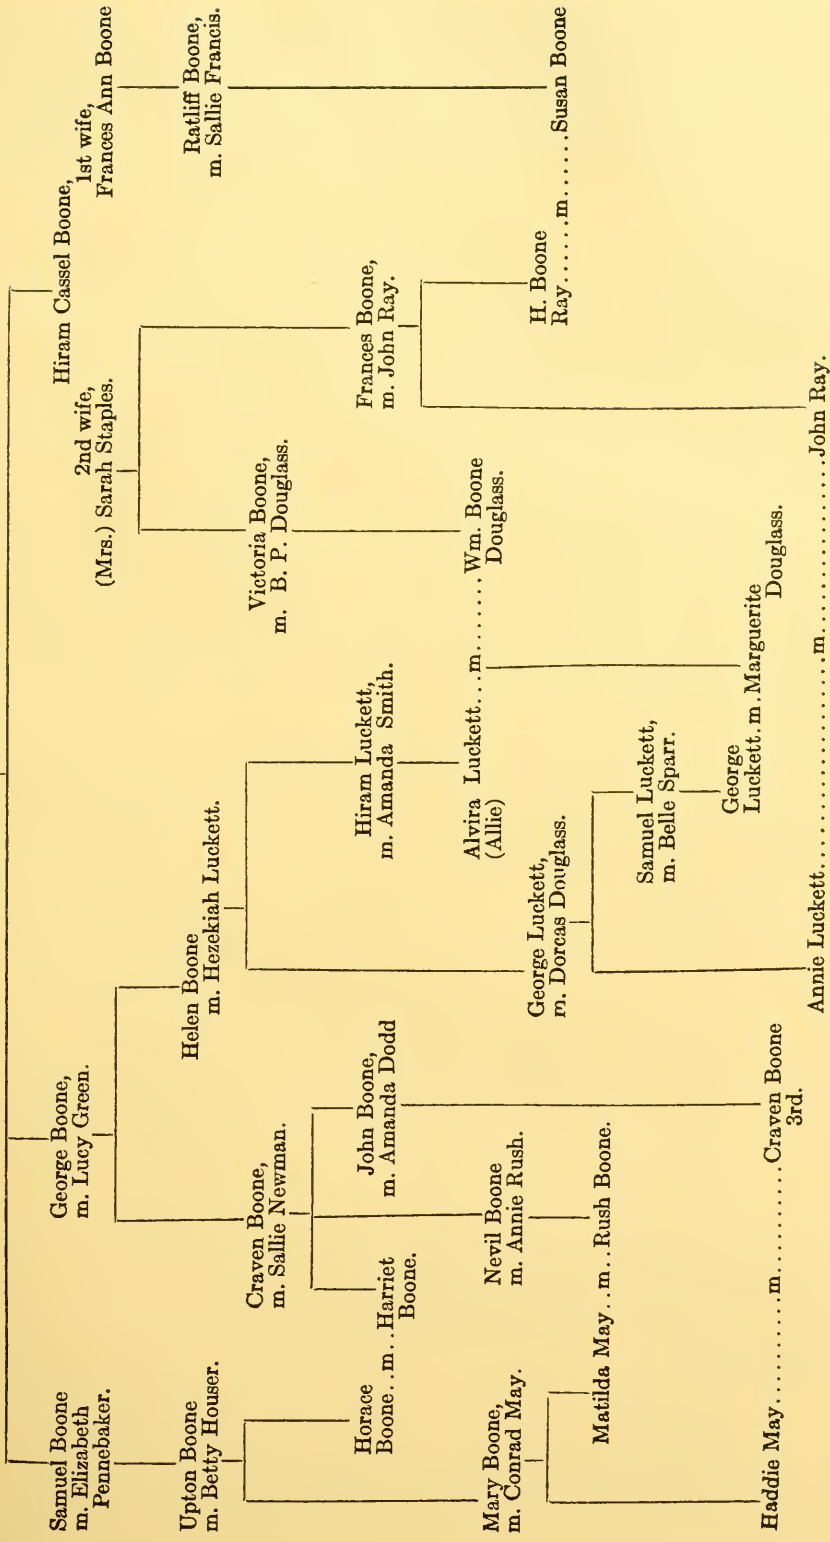 Samuel Boone
m. Elizabeth
Pennebaker.
George Boone,
m. Lucy Green.
Hiram Cassel Boone,
2nd wife,
(Mrs.) Sarah Staples.
1st wife,
Frances Ann Boone
Upton Boone
m. Betty Houser.
Helen Boone
m. Hezekiah Luckett.
Ratliff Boone,
m. Sallie Francis.
Craven Boone,
m. Sallie Newman.
Victoria Boone,
m. B. P. Douglass.
Horace
Boone..m..Harriet
Boone.
John Boone,
m. Amanda Dodd
Hiram Luckett,
m. Amanda Smith.
Frances Boone,
m. John Ray.
Mary Boone,
m. Conrad May.
Nevil Boone
m. Annie Rush.
Alvira Luckett...m........Wm. Boone
(Allie)
Douglass.
George Luckett,
m. Dorcas Douglass.
H. Boone
Ray......m.......Susan Boone
Matilda May..m..Rush Boone.
Samuel Luckett,
m. Belle Sparr.
George
Luckett.m.Marguerite
Douglass.
Haddie May..........m...........Craven Boone
3rd.
Annie Luckett....................m..................John Ray.